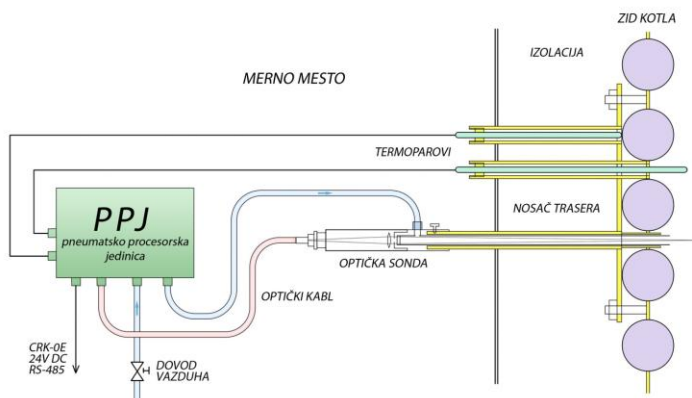 ZID KOTLA
IZOLACIJA
MERNO MESTO
TERMOPAROVI
NOSAČ TRASERA
PPJ
pneumatsko procesorska
jedinica
OPTIČKA SONDA
OPTIČKI KABL
CRK-0E
24V DC
RS-485
DOVOD
VAZDUHA